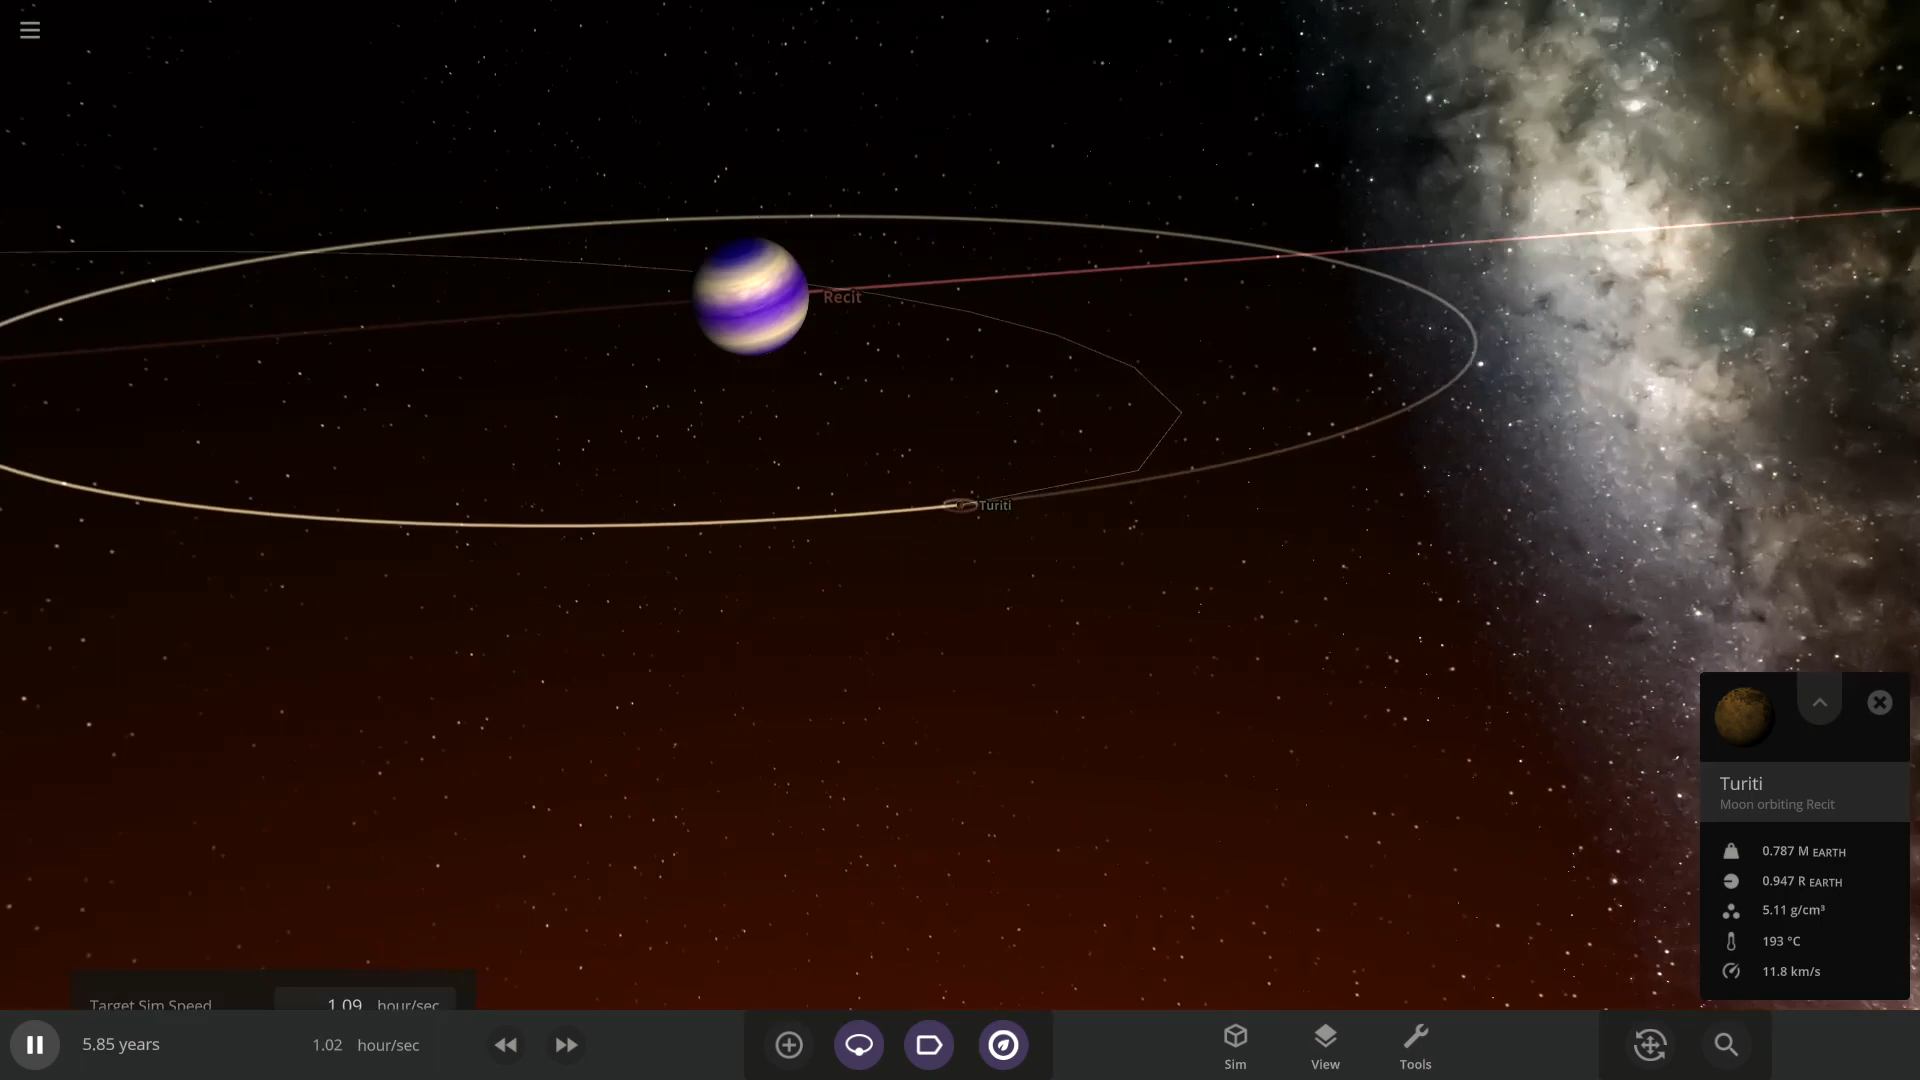 Recit
Turiti
Turiti
Moon orbiting Recit
0.787 M EARTH
0.947 R EARTH
5.11 g/cm³
193 °C
11.8 km/s
Target Sim Speed 1.09 hour/sec
5.85 years 1.02 hour/sec
Sim View Tools